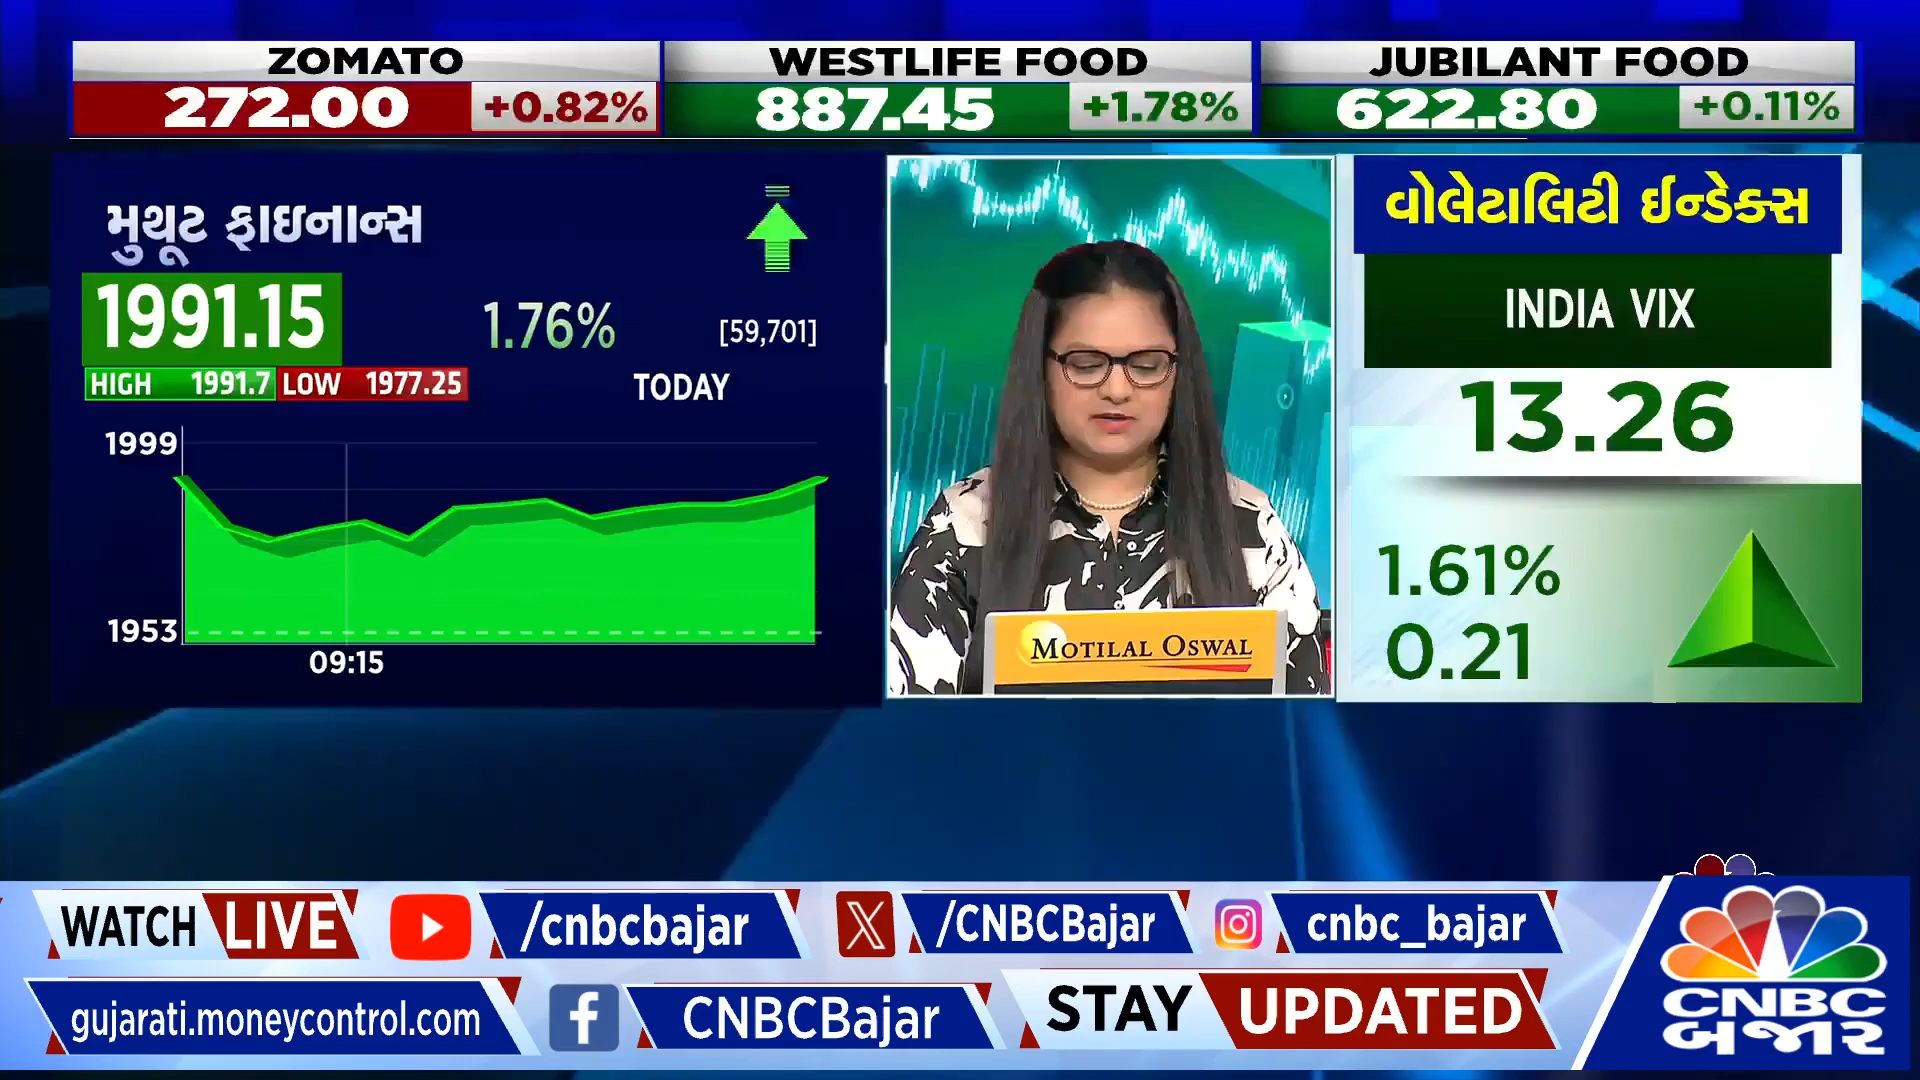 ZOMATO
272.00 +0.82%
WESTLIFE FOOD
887.45 +1.78%
JUBILANT FOOD
622.80 +0.11%
મુથૂટ ફાઇનાન્સ
1991.15 1.76% [59,701]
HIGH 1991.7 LOW 1977.25 TODAY
1999
1953
09:15
MOTILAL OSWAL
વોલેટાલિટી ઈન્ડેક્સ
INDIA VIX
13.26
1.61%
0.21
WATCH LIVE /cnbcbajar /CNBCBajar cnbc_bajar
gujarati.moneycontrol.com CNBCBajar STAY UPDATED
CNBC
બજાર